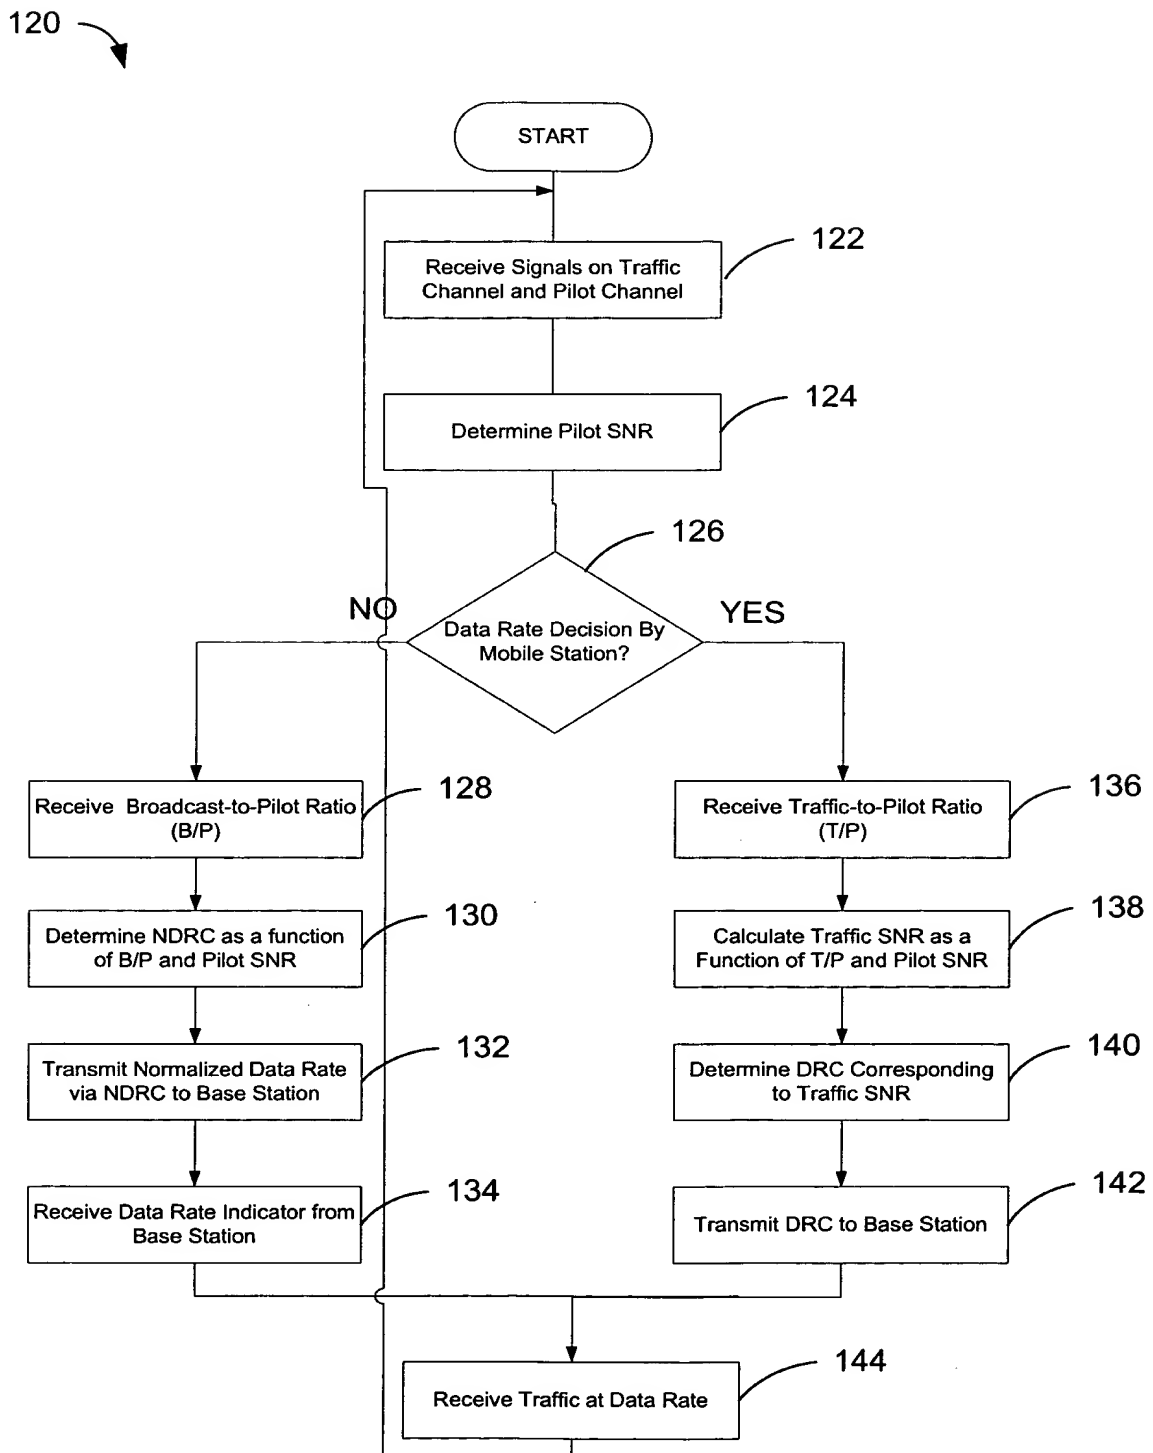 120
START
122
Receive Signals on Traffic
Channel and Pilot Channel
124
Determine Pilot SNR
126
NO
YES
Data Rate Decision By
Mobile Station?
128
Receive Broadcast-to-Pilot Ratio
(B/P)
136
Receive Traffic-to-Pilot Ratio
(T/P)
130
Determine NDRC as a function
of B/P and Pilot SNR
138
Calculate Traffic SNR as a
Function of T/P and Pilot SNR
132
Transmit Normalized Data Rate
via NDRC to Base Station
140
Determine DRC Corresponding
to Traffic SNR
134
Receive Data Rate Indicator from
Base Station
142
Transmit DRC to Base Station
144
Receive Traffic at Data Rate